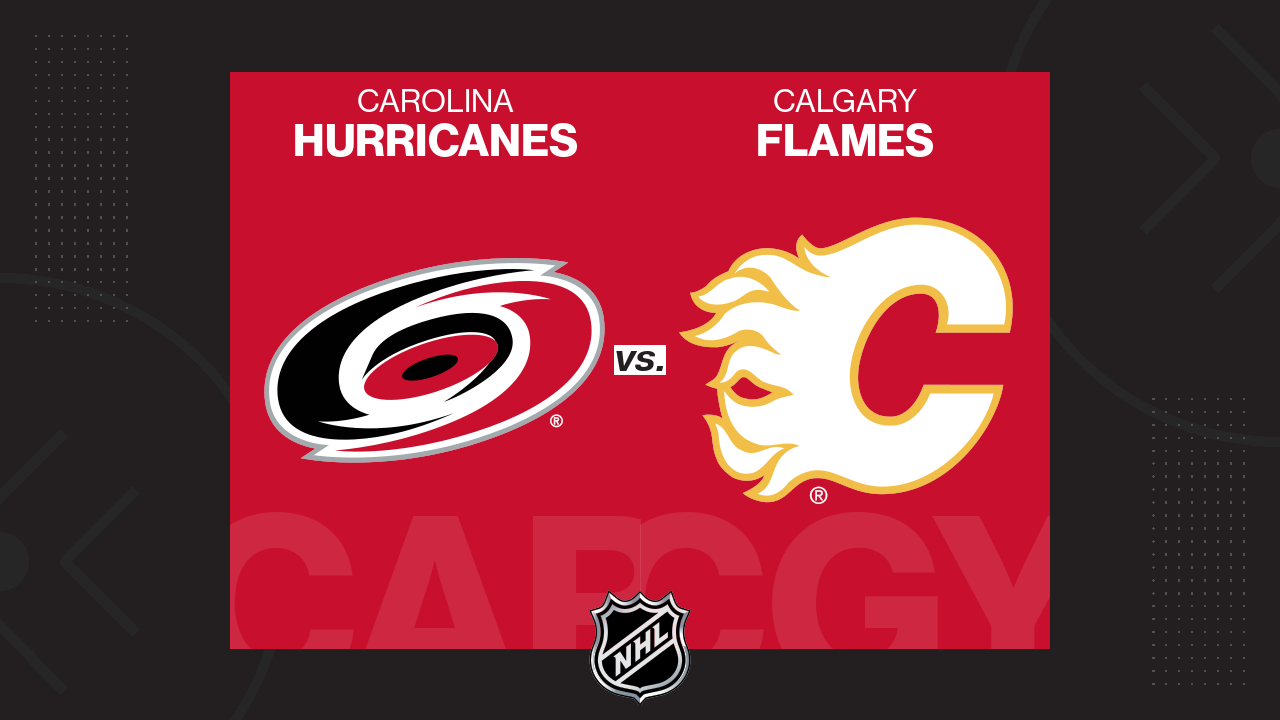 CAROLINA
HURRICANES
CALGARY
FLAMES
vs.
®
®
CAR
CGY
NHL